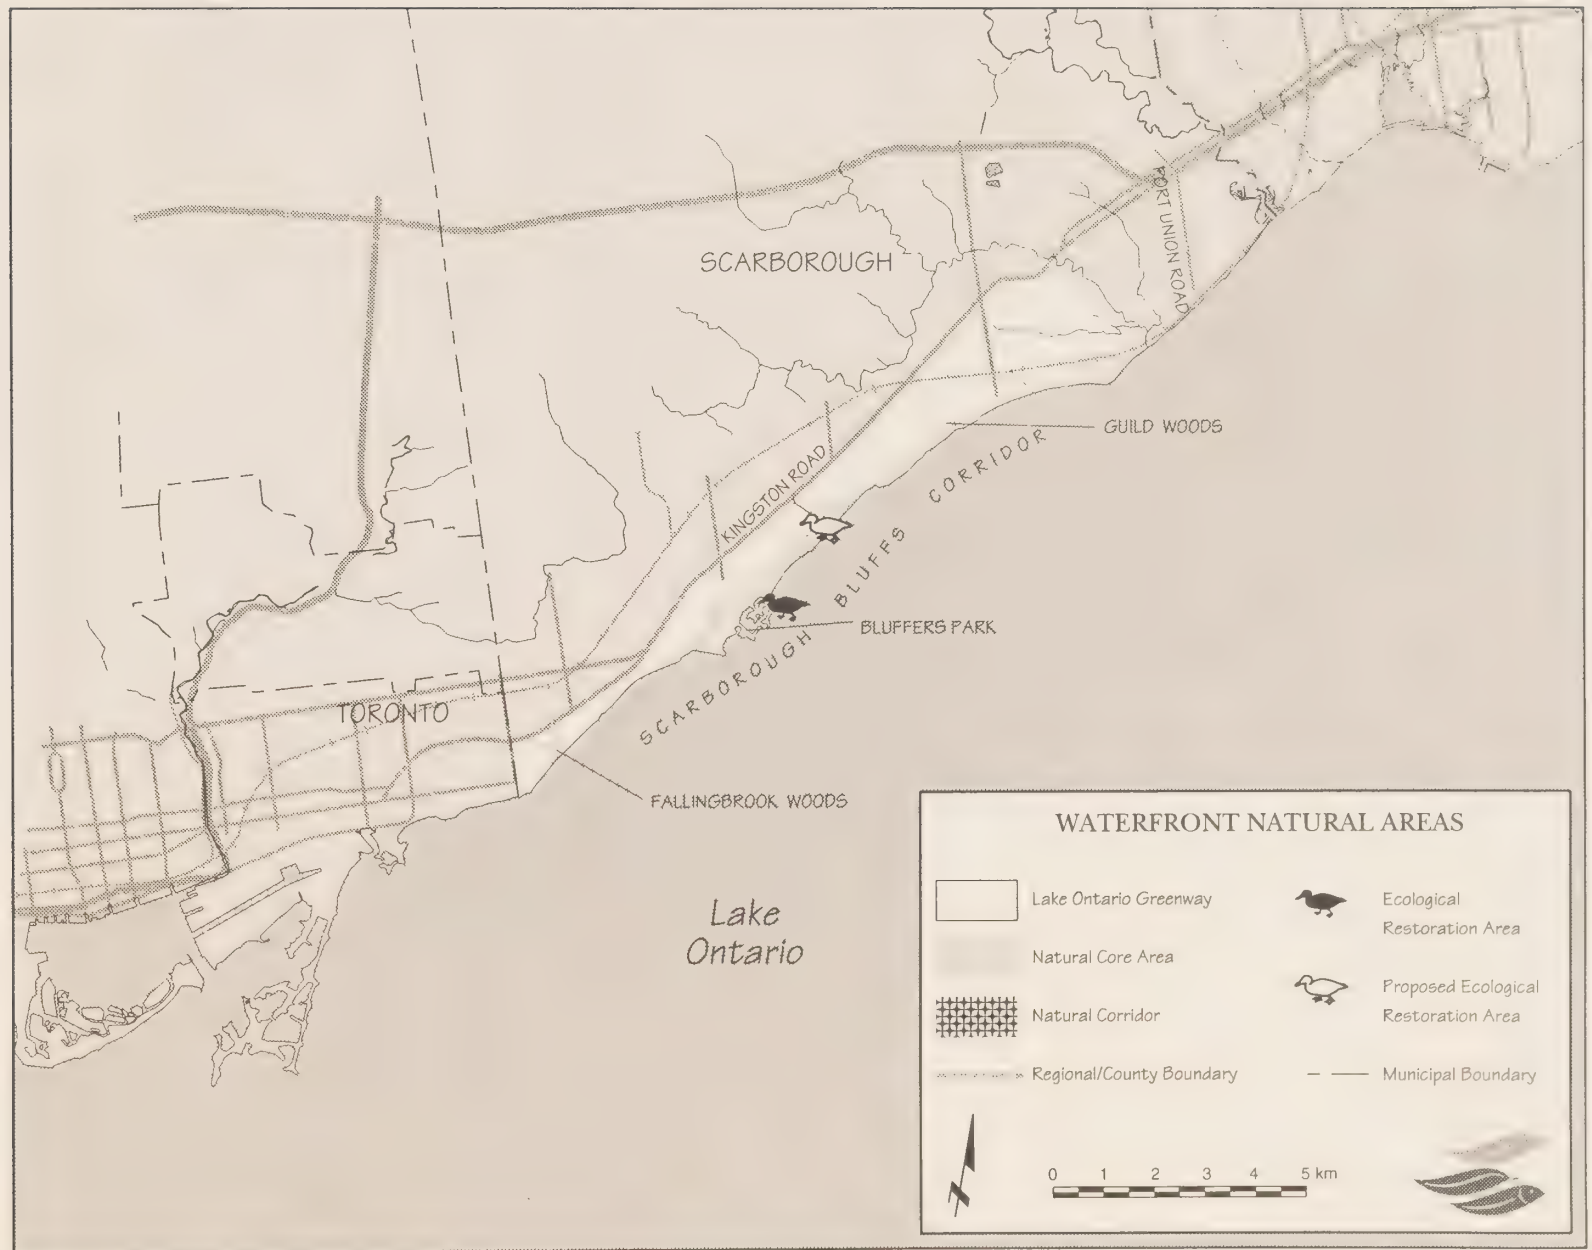 SCARBOROUGH
PORT UNION ROAD
GUILD WOODS
KINGSTON ROAD
SCARBOROUGH BLUFFS CORRIDOR
BLUFFERS PARK
TORONTO
FALLINGBROOK WOODS
Lake
Ontario
WATERFRONT NATURAL AREAS
Lake Ontario Greenway
Natural Core Area
Natural Corridor
Regional/County Boundary
Ecological
Restoration Area
Proposed Ecological
Restoration Area
Municipal Boundary
0 1 2 3 4 5 km